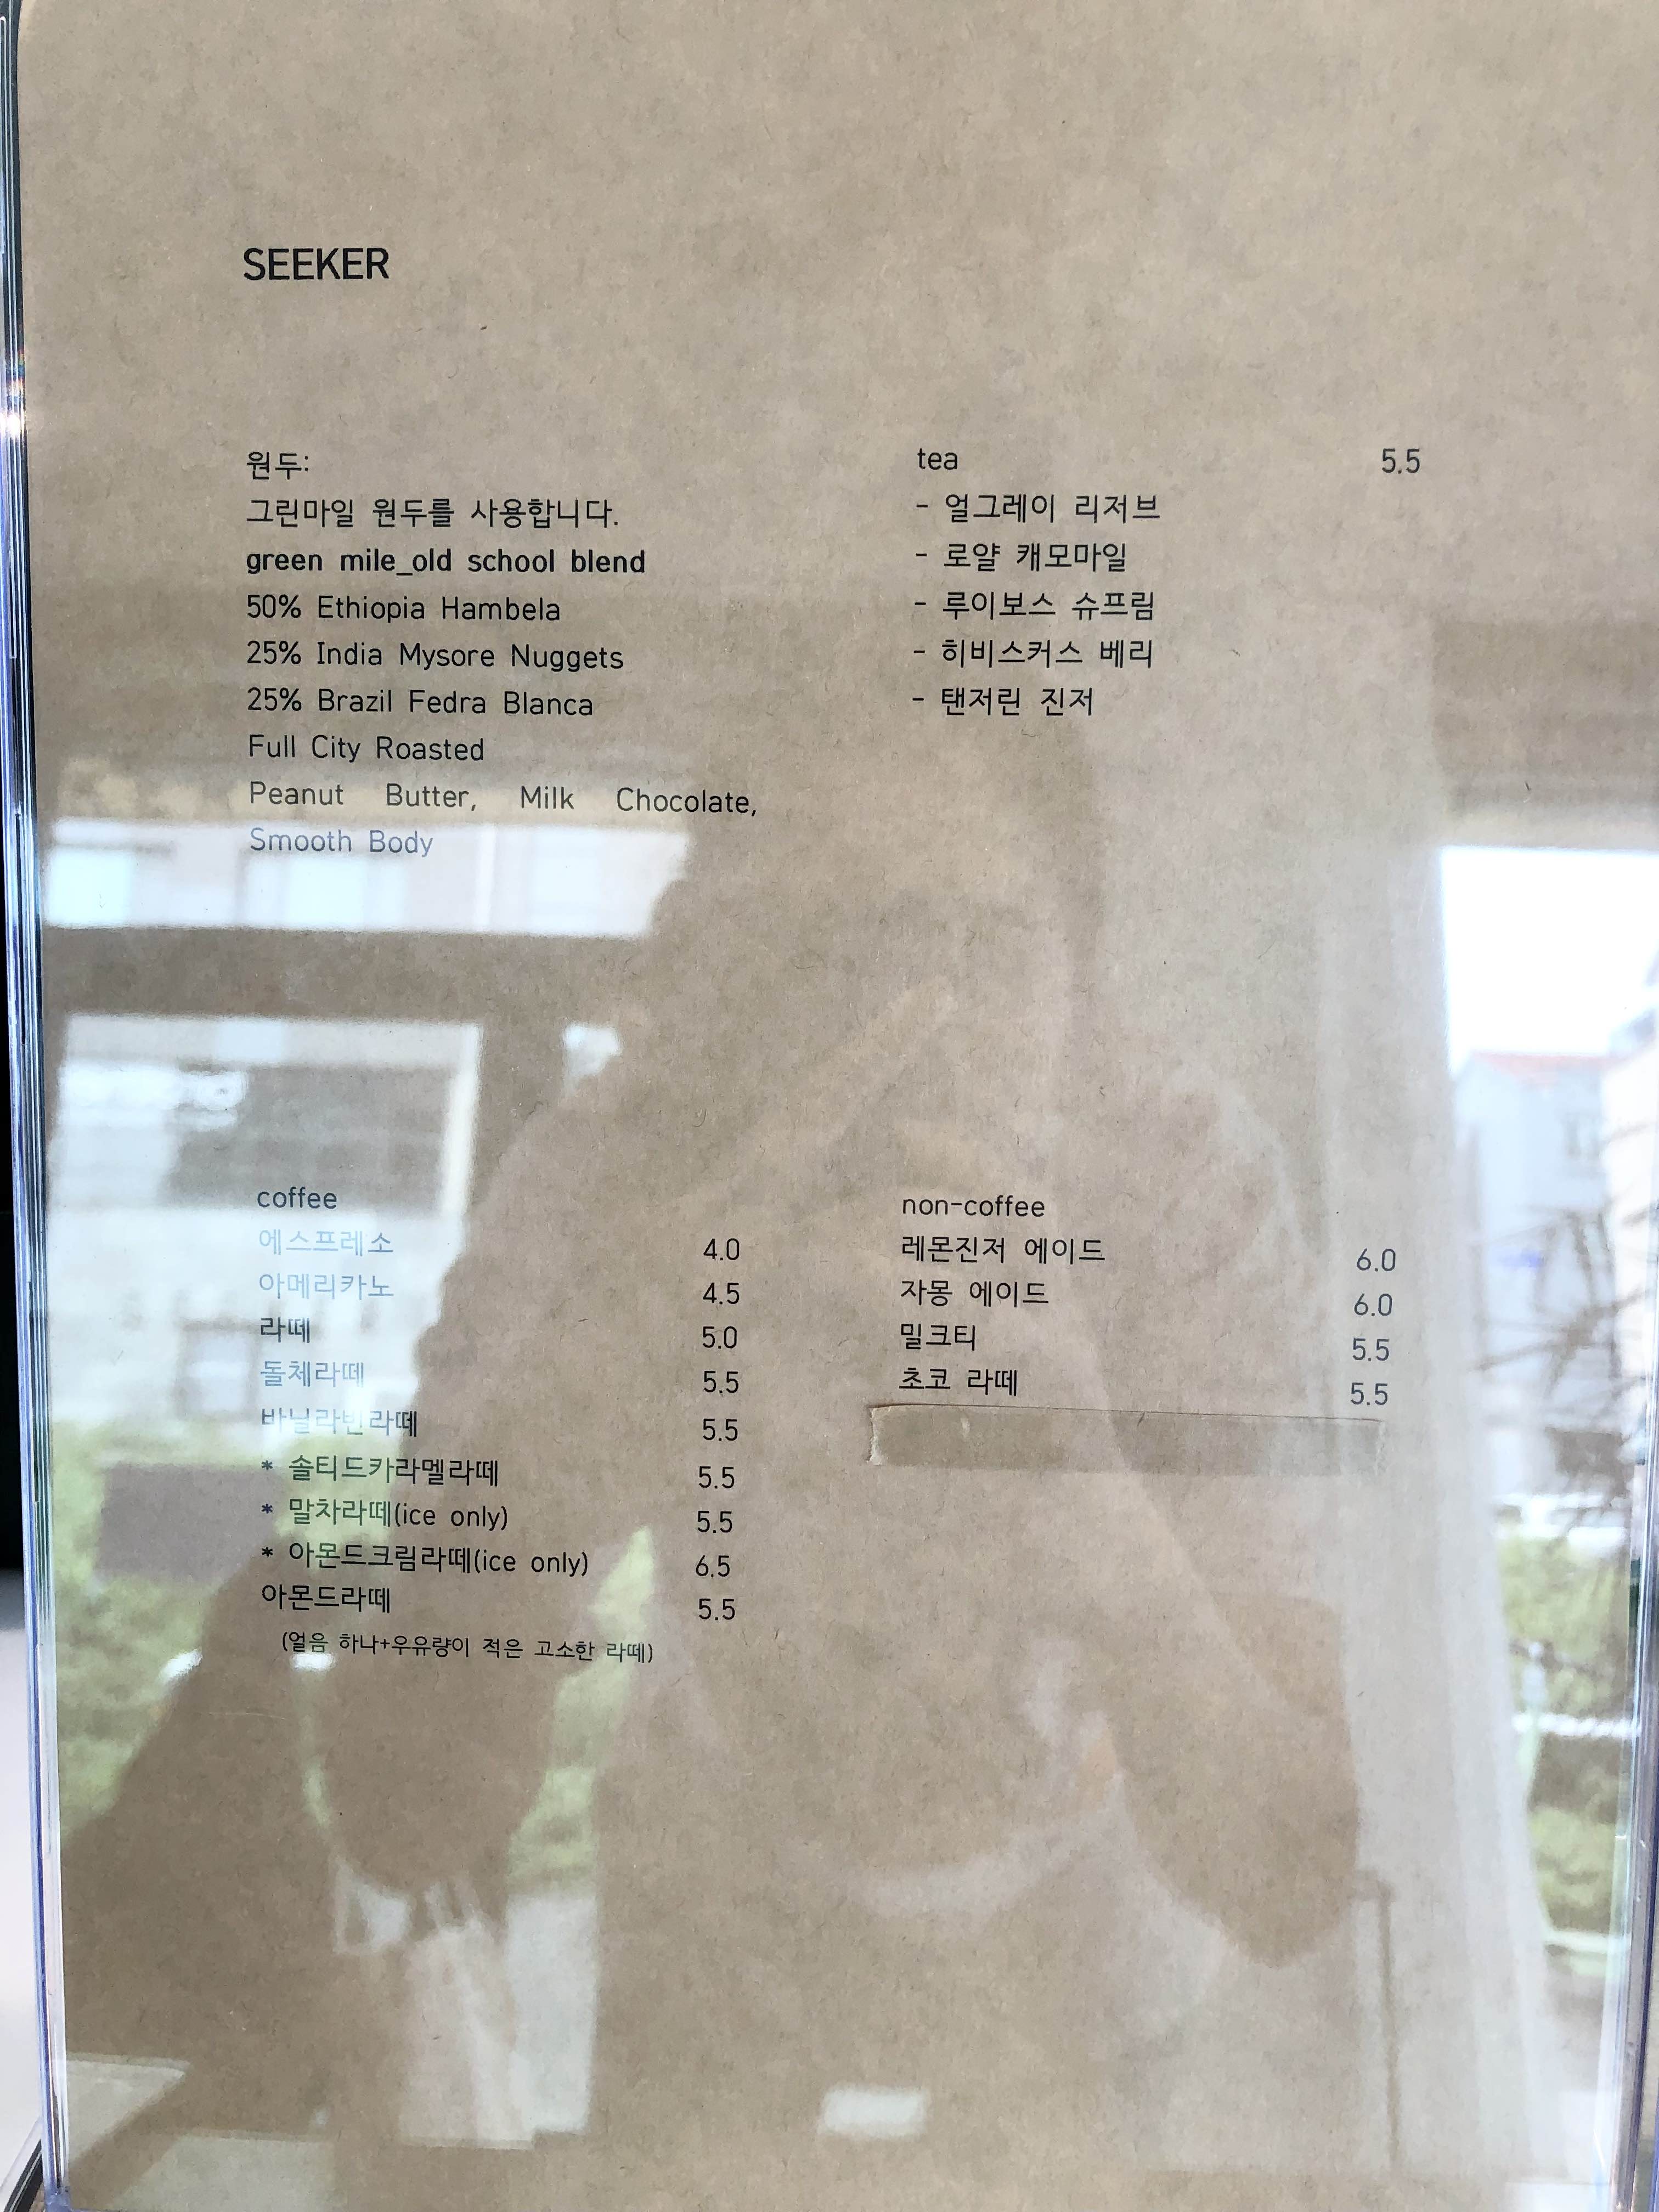 SEEKER
원두:
그린마일 원두를 사용합니다.
green mile_old school blend
50% Ethiopia Hambela
25% India Mysore Nuggets
25% Brazil Fedra Blanca
Full City Roasted
Peanut Butter, Milk Chocolate,
Smooth Body
tea 5.5
- 얼그레이 리저브
- 로얄 캐모마일
- 루이보스 슈프림
- 히비스커스 베리
- 탠저린 진저
coffee
에스프레소 4.0
아메리카노 4.5
라떼 5.0
돌체라떼 5.5
바닐라빈라떼 5.5
* 솔티드카라멜라떼 5.5
* 말차라떼(ice only) 5.5
* 아몬드크림라떼(ice only) 6.5
아몬드라떼 5.5
(얼음 하나+우유량이 적은 고소한 라떼)
non-coffee
레몬진저 에이드 6.0
자몽 에이드 6.0
밀크티 5.5
초코 라떼 5.5